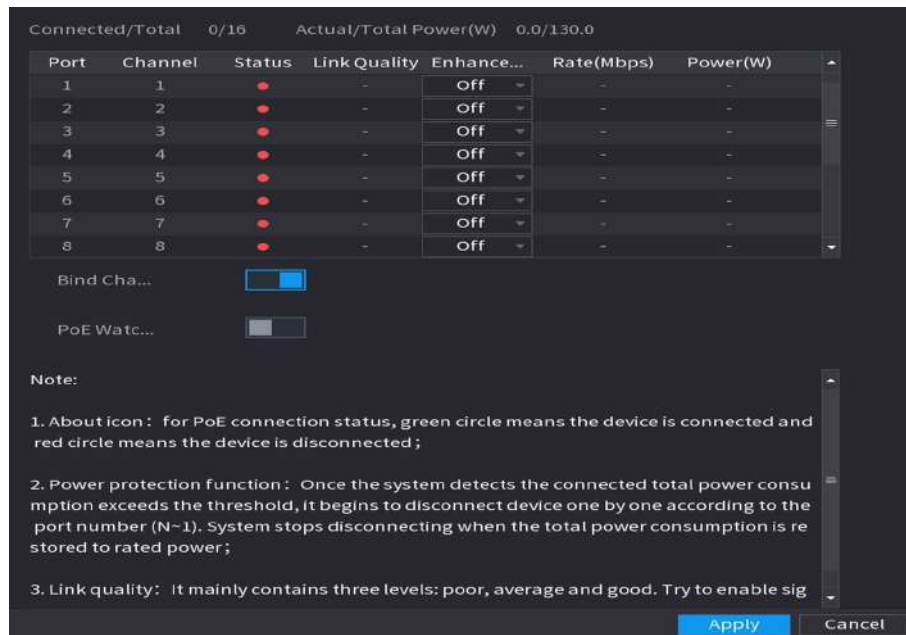 Connected/Total 0/16 Actual/Total Power(W) 0.0/130.0
Port Channel Status Link Quality Enhance... Rate(Mbps) Power(W)
1 1 - Off - -
2 2 - Off - -
3 3 - Off - -
4 4 - Off - -
5 5 - Off - -
6 6 - Off - -
7 7 - Off - -
8 8 - Off - -
Bind Cha...
PoE Watc...
Note:
1. About icon：for PoE connection status, green circle means the device is connected and
red circle means the device is disconnected；
2. Power protection function：Once the system detects the connected total power consu
mption exceeds the threshold, it begins to disconnect device one by one according to the
port number (N~1). System stops disconnecting when the total power consumption is re
stored to rated power；
3. Link quality：It mainly contains three levels: poor, average and good. Try to enable sig
Apply Cancel